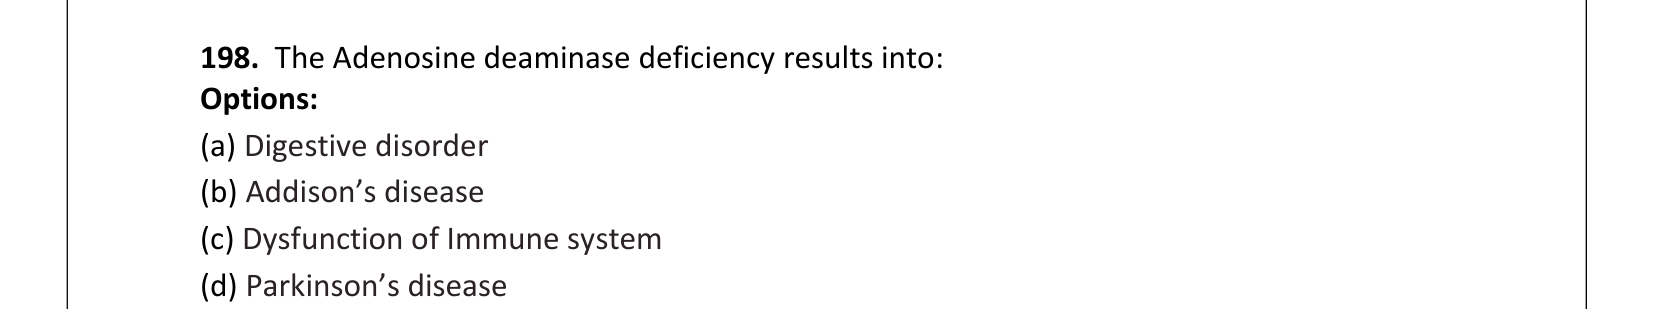 198. The Adenosine deaminase deficiency results into:
Options:
(a) Digestive disorder
(b) Addison’s disease
(c) Dysfunction of Immune system
(d) Parkinson’s disease